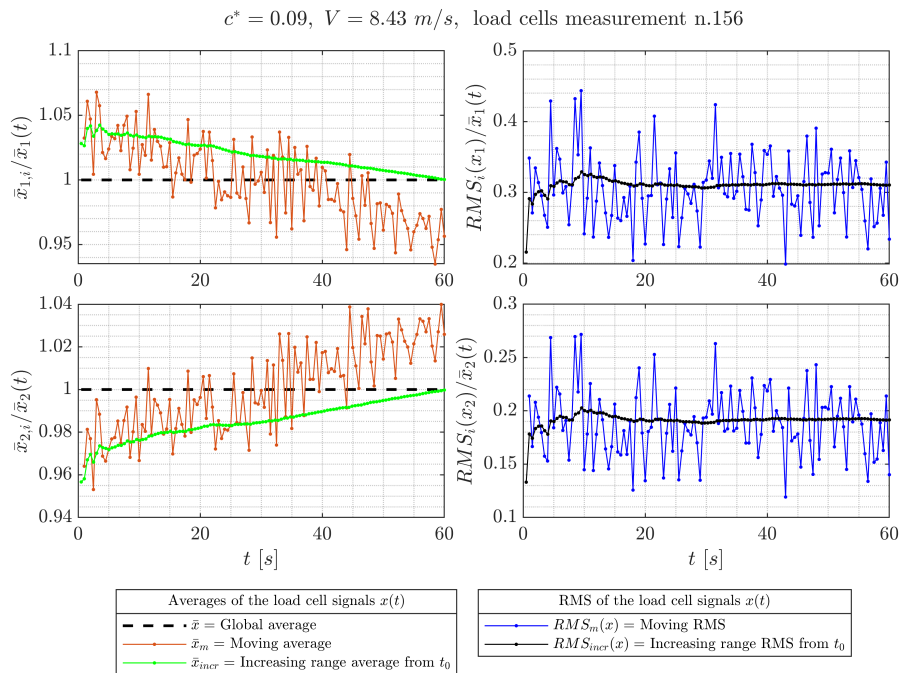 c* = 0.09, V = 8.43 m/s, load cells measurement n.156
1.1
1.05
1
0.95
0 20 40 60
x̄₁,ᵢ/x̄₁(t)
0.5
0.4
0.3
0.2
0 20 40 60
RMSᵢ(x₁)/x̄₁(t)
1.04
1.02
1
0.98
0.96
0.94
0 20 40 60
x̄₂,ᵢ/x̄₂(t)
t [s]
0.3
0.25
0.2
0.15
0.1
0 20 40 60
RMSᵢ(x₂)/x̄₂(t)
t [s]
Averages of the load cell signals x(t)
x̄ = Global average
x̄ₘ = Moving average
x̄_incr = Increasing range average from t₀
RMS of the load cell signals x(t)
RMSₘ(x) = Moving RMS
RMS_incr(x) = Increasing range RMS from t₀